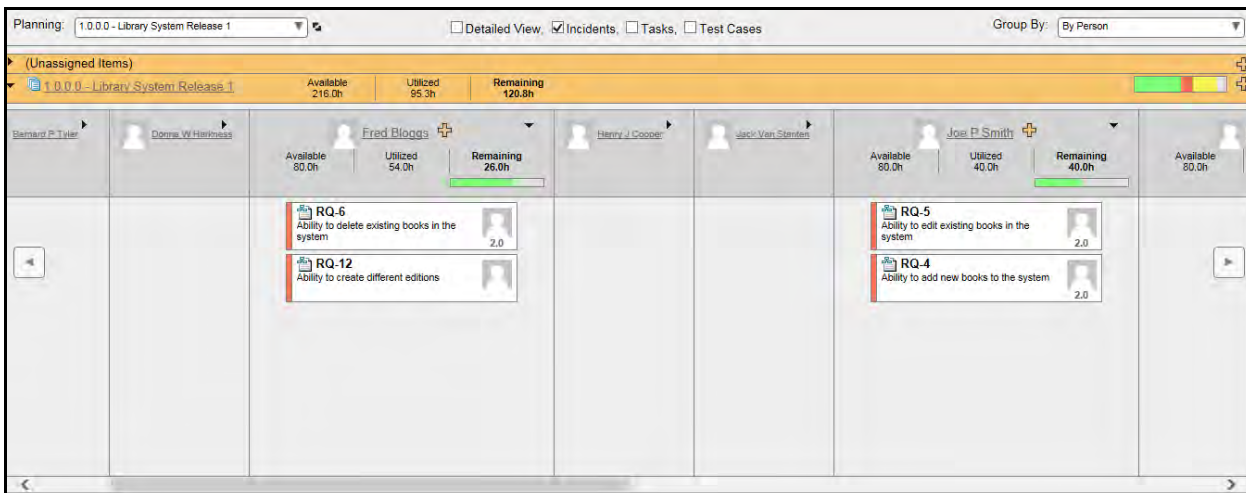 Planning: 1.0.0.0 - Library System Release 1 Detailed View, Incidents, Tasks, Test Cases Group By: By Person
(Unassigned Items)
1.0.0.0 - Library System Release 1 Available Utilized Remaining
216.0h 95.3h 120.8h
Bernard P Tyler Donna W Harkness Fred Bloggs Henry J Cooper Jack Van Stanten Joe P Smith
Available Utilized Remaining Available Utilized Remaining Available
80.0h 54.0h 26.0h 80.0h 40.0h 40.0h 80.0h
RQ-6
Ability to delete existing books in the
system
2.0
RQ-12
Ability to create different editions
RQ-5
Ability to edit existing books in the
system
2.0
RQ-4
Ability to add new books to the system
2.0